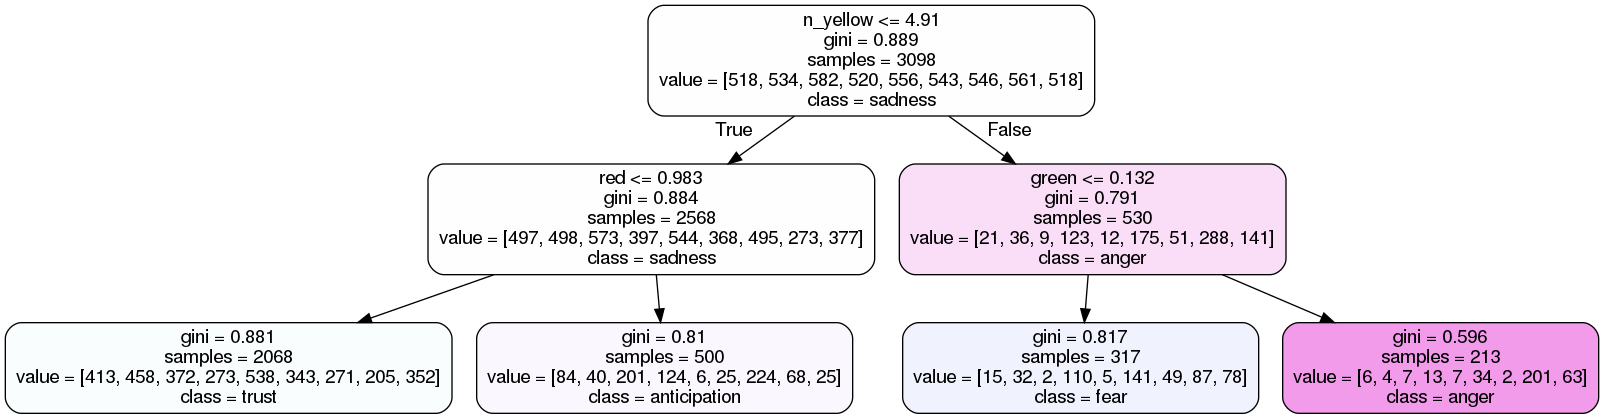 n_yellow <= 4.91
gini = 0.889
samples = 3098
value = [518, 534, 582, 520, 556, 543, 546, 561, 518]
class = sadness
True
False
red <= 0.983
gini = 0.884
samples = 2568
value = [497, 498, 573, 397, 544, 368, 495, 273, 377]
class = sadness
green <= 0.132
gini = 0.791
samples = 530
value = [21, 36, 9, 123, 12, 175, 51, 288, 141]
class = anger
gini = 0.881
samples = 2068
value = [413, 458, 372, 273, 538, 343, 271, 205, 352]
class = trust
gini = 0.81
samples = 500
value = [84, 40, 201, 124, 6, 25, 224, 68, 25]
class = anticipation
gini = 0.817
samples = 317
value = [15, 32, 2, 110, 5, 141, 49, 87, 78]
class = fear
gini = 0.596
samples = 213
value = [6, 4, 7, 13, 7, 34, 2, 201, 63]
class = anger